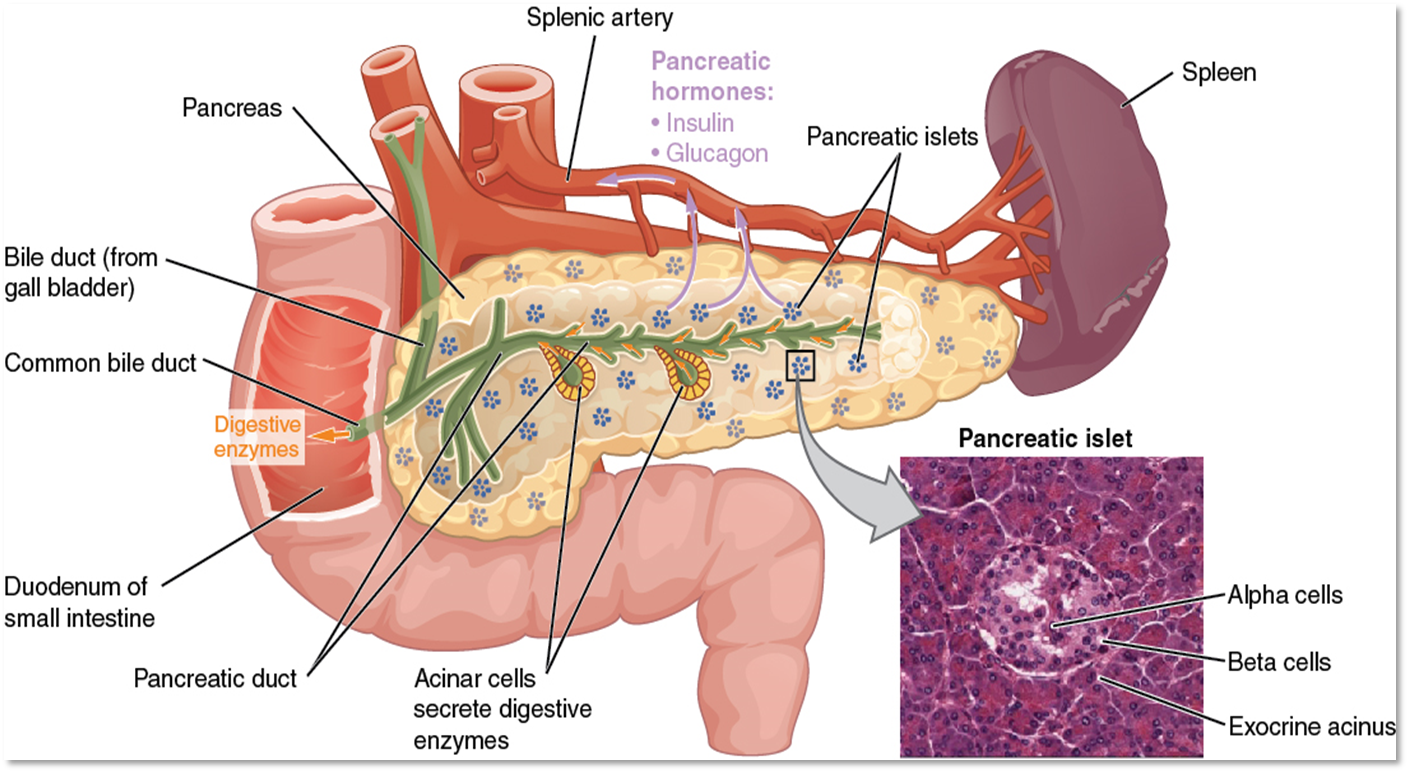 Splenic artery
Pancreatic
hormones:
• Insulin
• Glucagon
Spleen
Pancreas
Pancreatic islets
Bile duct (from
gall bladder)
Common bile duct
Digestive
enzymes
Pancreatic islet
Duodenum of
small intestine
Alpha cells
Beta cells
Pancreatic duct
Acinar cells
secrete digestive
enzymes
Exocrine acinus